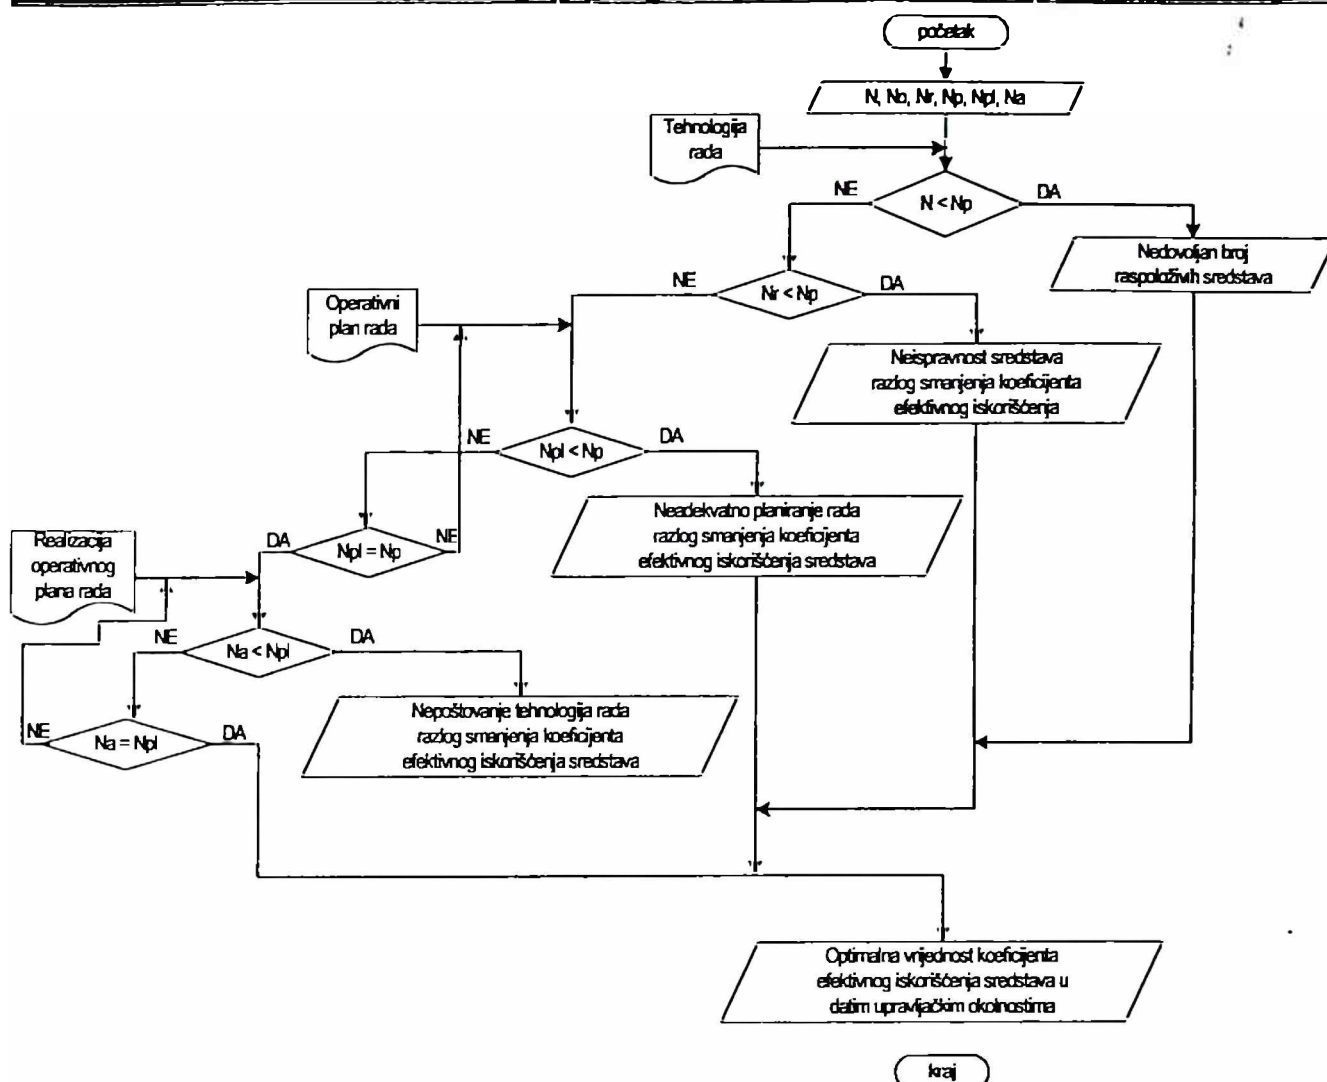 početak
N, No, Nr, Np, Npl, Na
Tehnologija
rada
NE
DA
N < Np
Nedovoljan broj
raspoloživih sredstava
NE
DA
Nr < Np
Operativni
plan rada
Neispravnost sredstava
razlog smanjenja koeficijenta
efektivnog iskorišćenja
NE
DA
Npl < Np
Neadekvatno planiranje rada
razlog smanjenja koeficijenta
efektivnog iskorišćenja sredstava
DA
NE
Npl = Np
Realizacija
operativnog
plana rada
NE
DA
Na < Npl
Nepoštovanje tehnologija rada
razlog smanjenja koeficijenta
efektivnog iskorišćenja sredstava
NE
DA
Na = Npl
Optimalna vrijednost koeficijenta
efektivnog iskorišćenja sredstava u
datim upravljačkim okolnostima
kraj